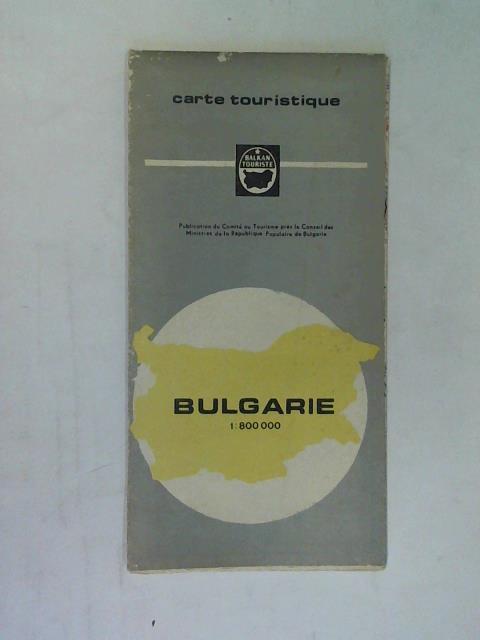 carte touristique
BALKAN
TOURISTE
Publication du Comité au Tourisme près le Conseil des
Ministres de la République Populaire de Bulgarie
BULGARIE
1:800 000